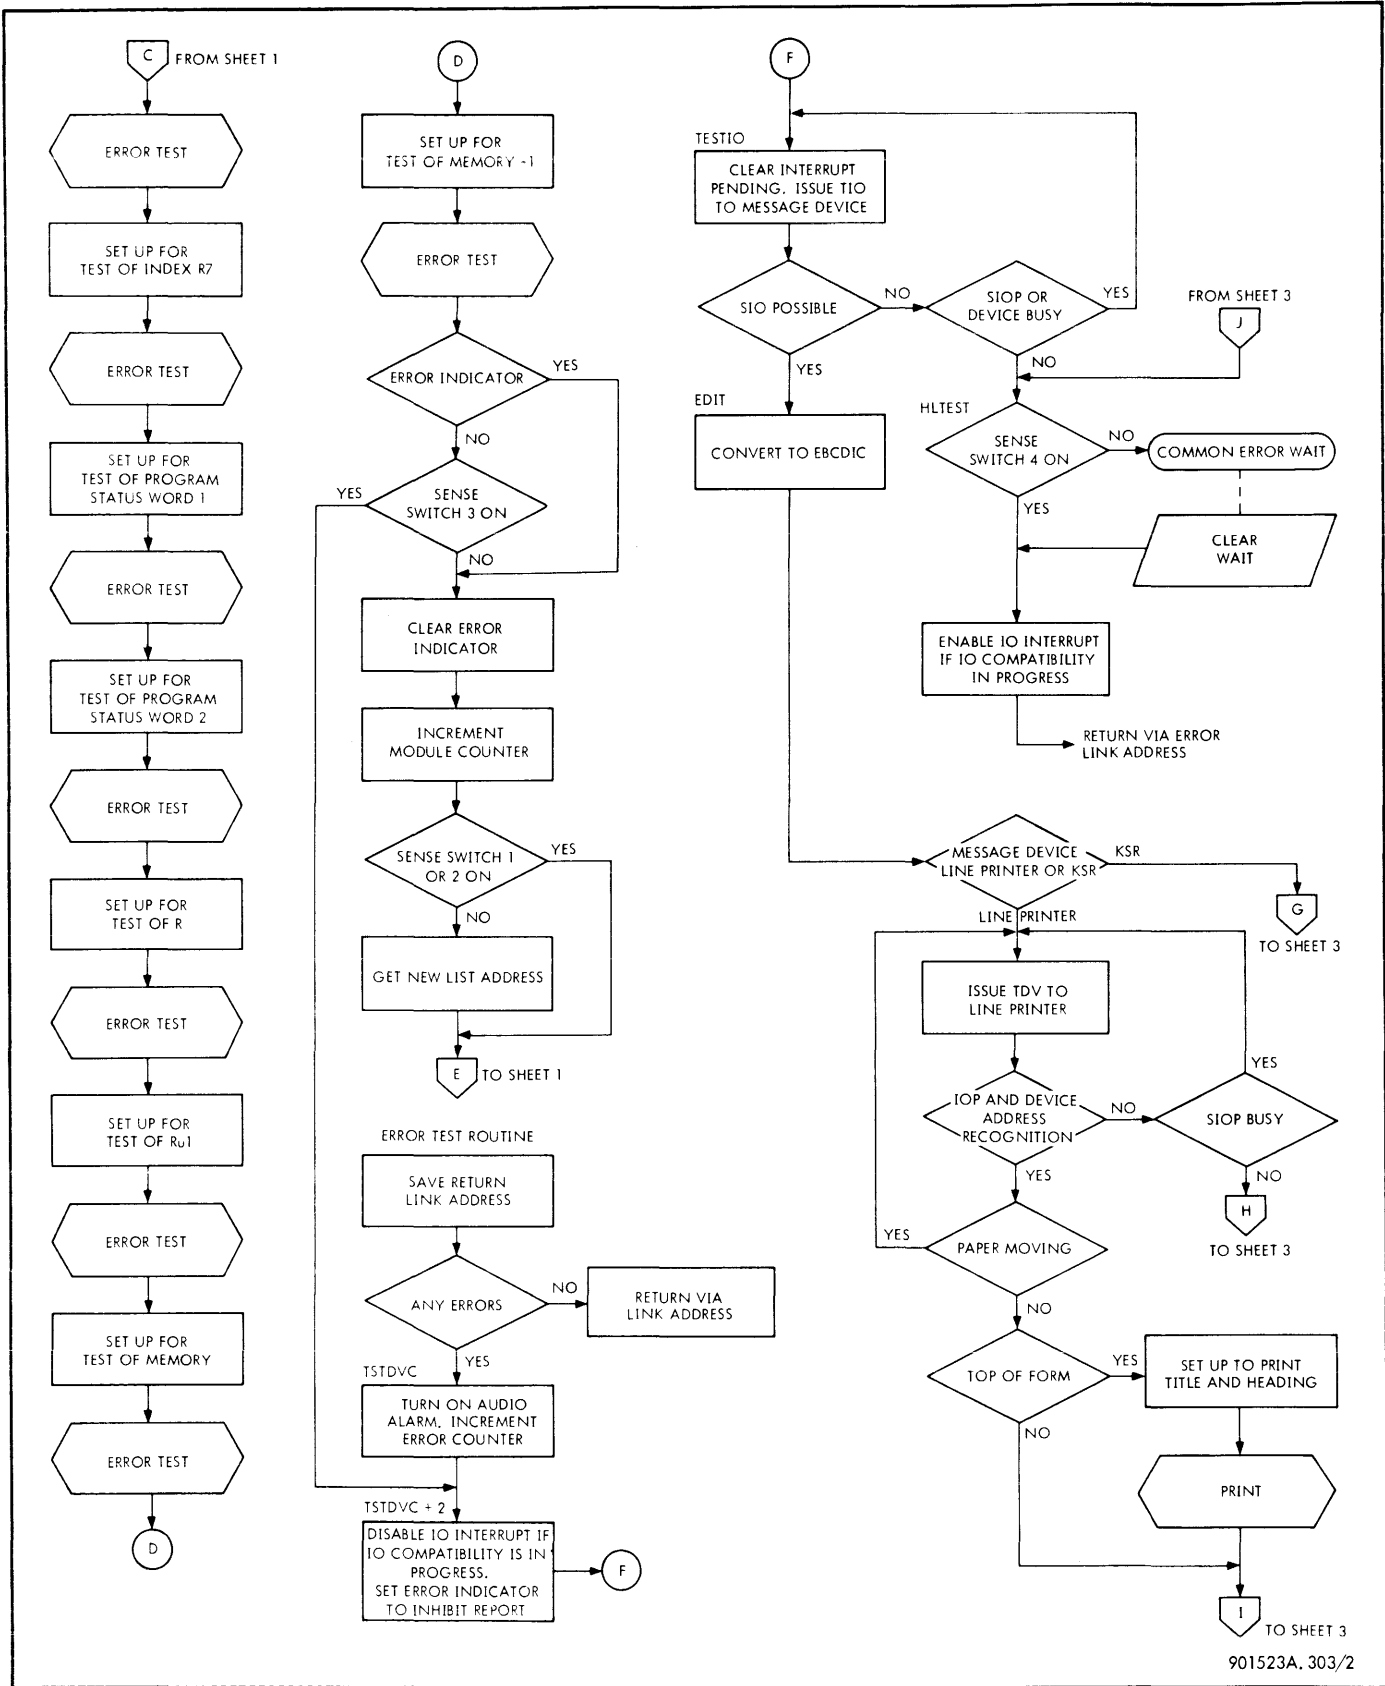 C FROM SHEET 1
ERROR TEST
SET UP FOR
TEST OF INDEX R7
ERROR TEST
SET UP FOR
TEST OF PROGRAM
STATUS WORD 1
ERROR TEST
SET UP FOR
TEST OF PROGRAM
STATUS WORD 2
ERROR TEST
SET UP FOR
TEST OF R
ERROR TEST
SET UP FOR
TEST OF Ru1
ERROR TEST
SET UP FOR
TEST OF MEMORY
ERROR TEST
D
D
SET UP FOR
TEST OF MEMORY -1
ERROR TEST
ERROR INDICATOR
YES
NO
SENSE
SWITCH 3 ON
YES
NO
CLEAR ERROR
INDICATOR
INCREMENT
MODULE COUNTER
SENSE SWITCH 1
OR 2 ON
YES
NO
GET NEW LIST ADDRESS
E TO SHEET 1
ERROR TEST ROUTINE
SAVE RETURN
LINK ADDRESS
ANY ERRORS
NO
RETURN VIA
LINK ADDRESS
YES
TSTDVC
TURN ON AUDIO
ALARM. INCREMENT
ERROR COUNTER
TSTDVC + 2
DISABLE IO INTERRUPT IF
IO COMPATIBILITY IS IN
PROGRESS.
SET ERROR INDICATOR
TO INHIBIT REPORT
F
F
TESTIO
CLEAR INTERRUPT
PENDING. ISSUE TIO
TO MESSAGE DEVICE
SIO POSSIBLE
NO
SIOP OR
DEVICE BUSY
YES
NO
YES
FROM SHEET 3
J
EDIT
CONVERT TO EBCDIC
HLTEST
SENSE
SWITCH 4 ON
NO
COMMON ERROR WAIT
YES
CLEAR
WAIT
ENABLE IO INTERRUPT
IF IO COMPATIBILITY
IN PROGRESS
RETURN VIA ERROR
LINK ADDRESS
MESSAGE DEVICE
LINE PRINTER OR KSR
KSR
G
TO SHEET 3
LINE PRINTER
ISSUE TDV TO
LINE PRINTER
IOP AND DEVICE
ADDRESS
RECOGNITION
NO
SIOP BUSY
YES
NO
H
TO SHEET 3
YES
PAPER MOVING
YES
NO
TOP OF FORM
YES
SET UP TO PRINT
TITLE AND HEADING
NO
PRINT
I
TO SHEET 3
901523A. 303/2